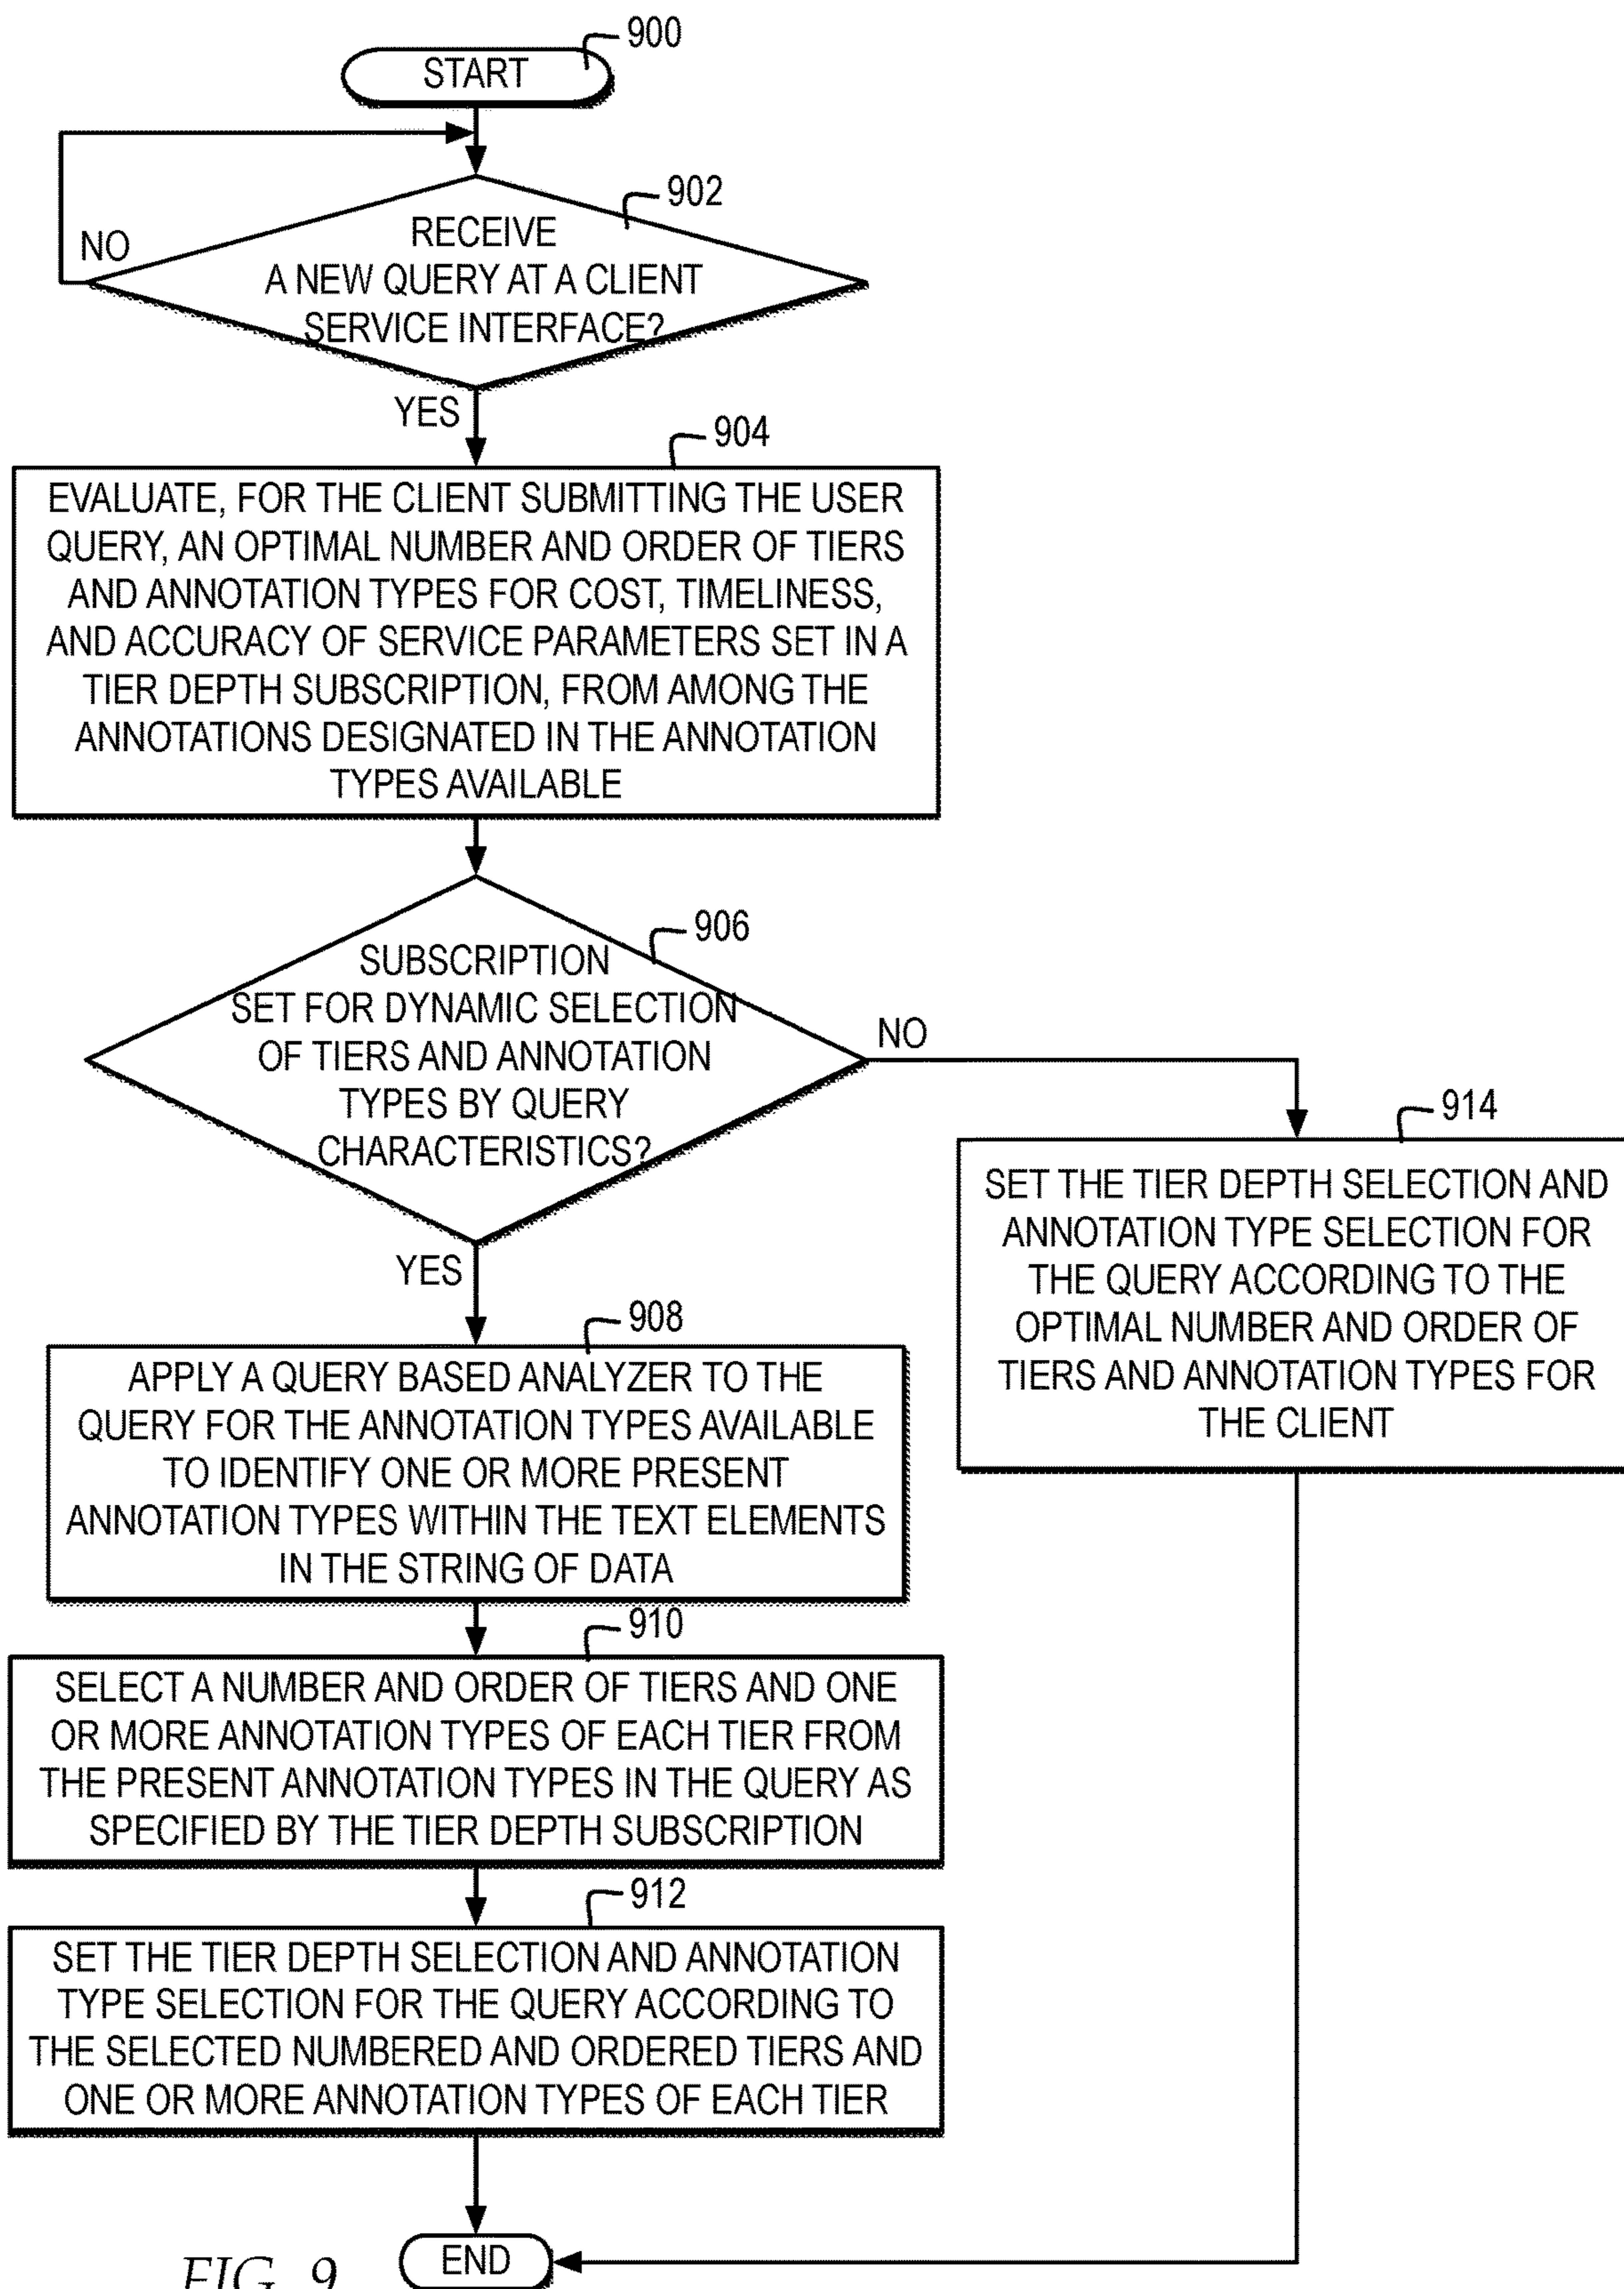 900
START
902
RECEIVE
A NEW QUERY AT A CLIENT
SERVICE INTERFACE?
NO
YES
904
EVALUATE, FOR THE CLIENT SUBMITTING THE USER
QUERY, AN OPTIMAL NUMBER AND ORDER OF TIERS
AND ANNOTATION TYPES FOR COST, TIMELINESS,
AND ACCURACY OF SERVICE PARAMETERS SET IN A
TIER DEPTH SUBSCRIPTION, FROM AMONG THE
ANNOTATIONS DESIGNATED IN THE ANNOTATION
TYPES AVAILABLE
906
SUBSCRIPTION
SET FOR DYNAMIC SELECTION
OF TIERS AND ANNOTATION
TYPES BY QUERY
CHARACTERISTICS?
NO
YES
914
SET THE TIER DEPTH SELECTION AND
ANNOTATION TYPE SELECTION FOR
THE QUERY ACCORDING TO THE
OPTIMAL NUMBER AND ORDER OF
TIERS AND ANNOTATION TYPES FOR
THE CLIENT
908
APPLY A QUERY BASED ANALYZER TO THE
QUERY FOR THE ANNOTATION TYPES AVAILABLE
TO IDENTIFY ONE OR MORE PRESENT
ANNOTATION TYPES WITHIN THE TEXT ELEMENTS
IN THE STRING OF DATA
910
SELECT A NUMBER AND ORDER OF TIERS AND ONE
OR MORE ANNOTATION TYPES OF EACH TIER FROM
THE PRESENT ANNOTATION TYPES IN THE QUERY AS
SPECIFIED BY THE TIER DEPTH SUBSCRIPTION
912
SET THE TIER DEPTH SELECTION AND ANNOTATION
TYPE SELECTION FOR THE QUERY ACCORDING TO
THE SELECTED NUMBERED AND ORDERED TIERS AND
ONE OR MORE ANNOTATION TYPES OF EACH TIER
END
FIG. 9